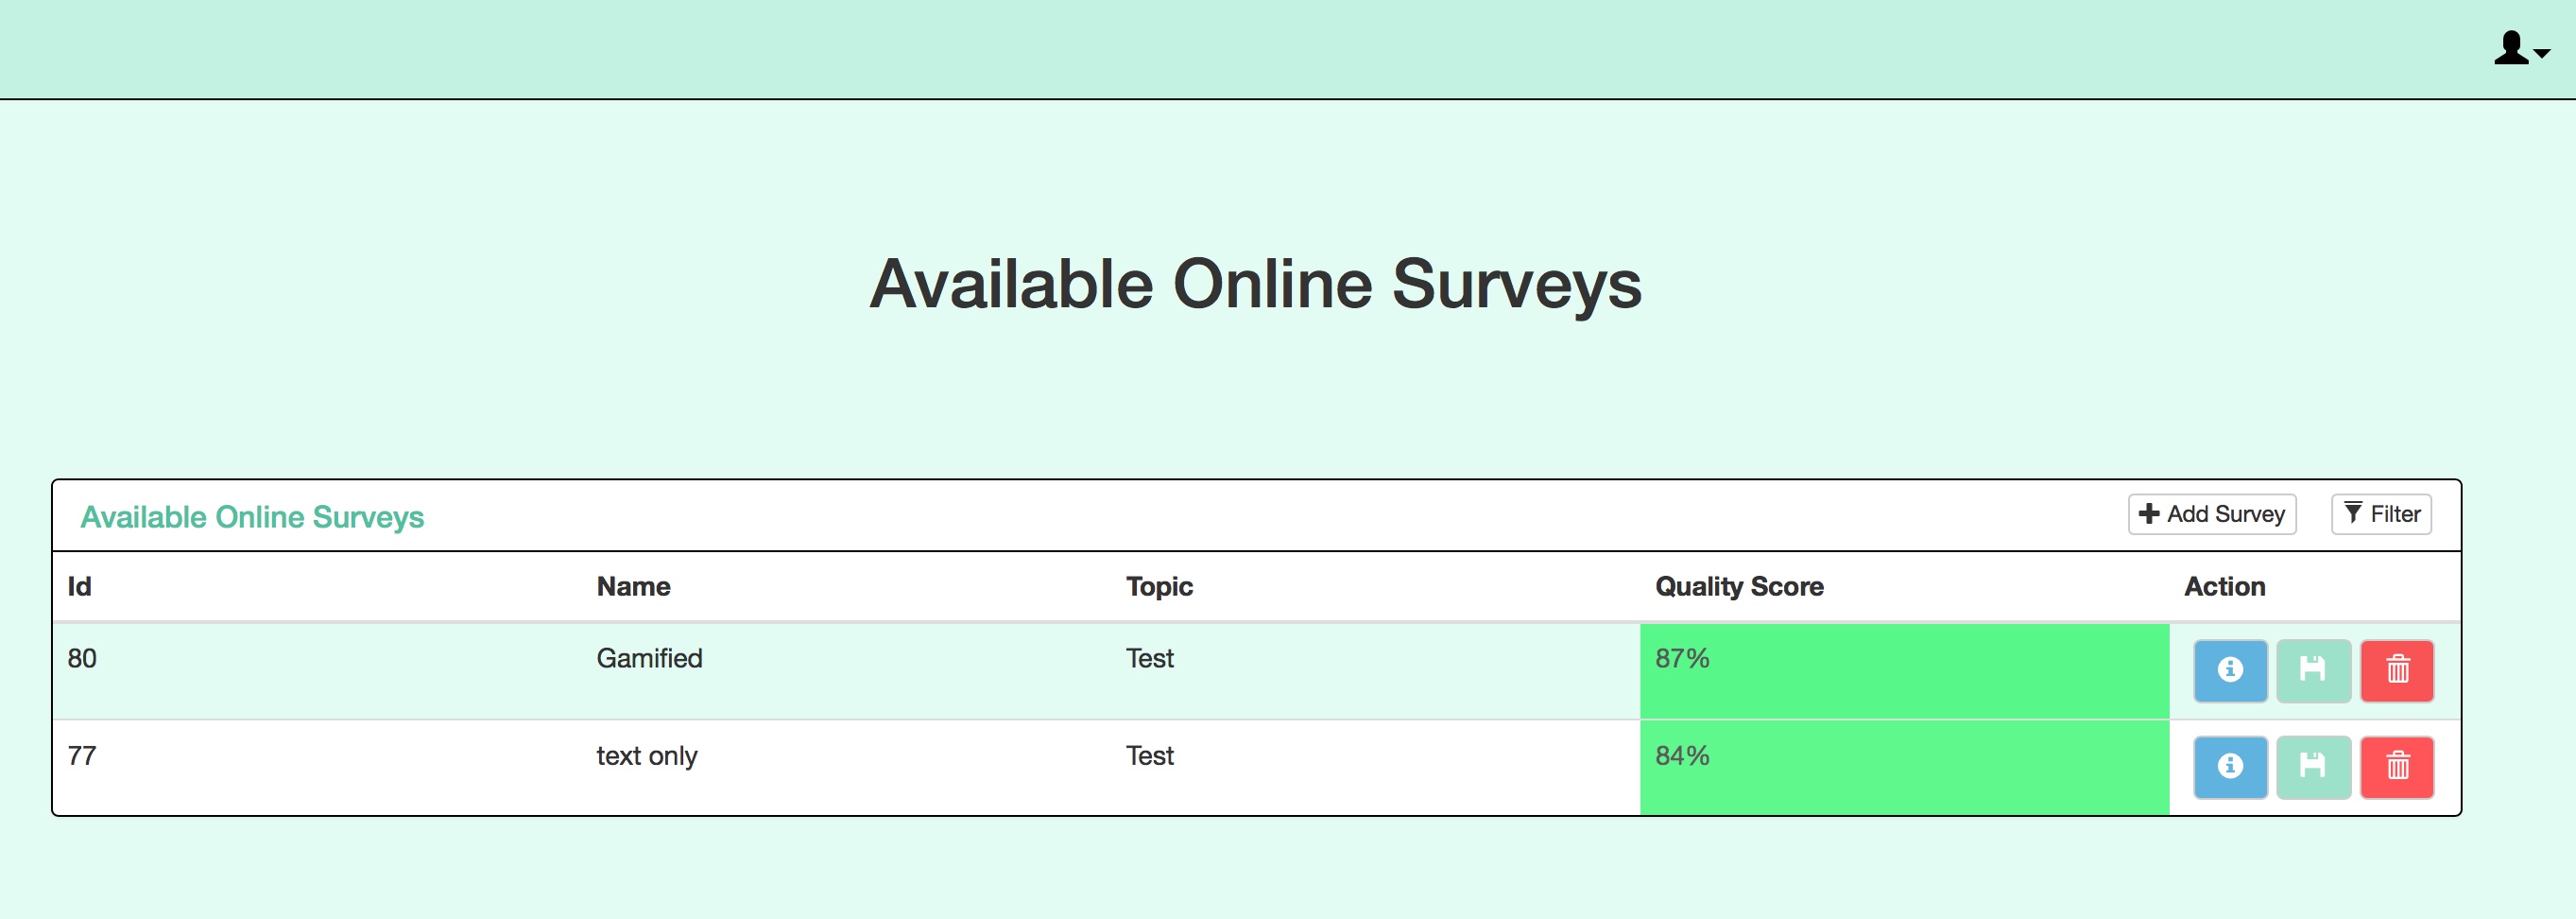 Available Online Surveys
Available Online Surveys Add Survey Filter
Id Name Topic Quality Score Action
80 Gamified Test 87%
77 text only Test 84%